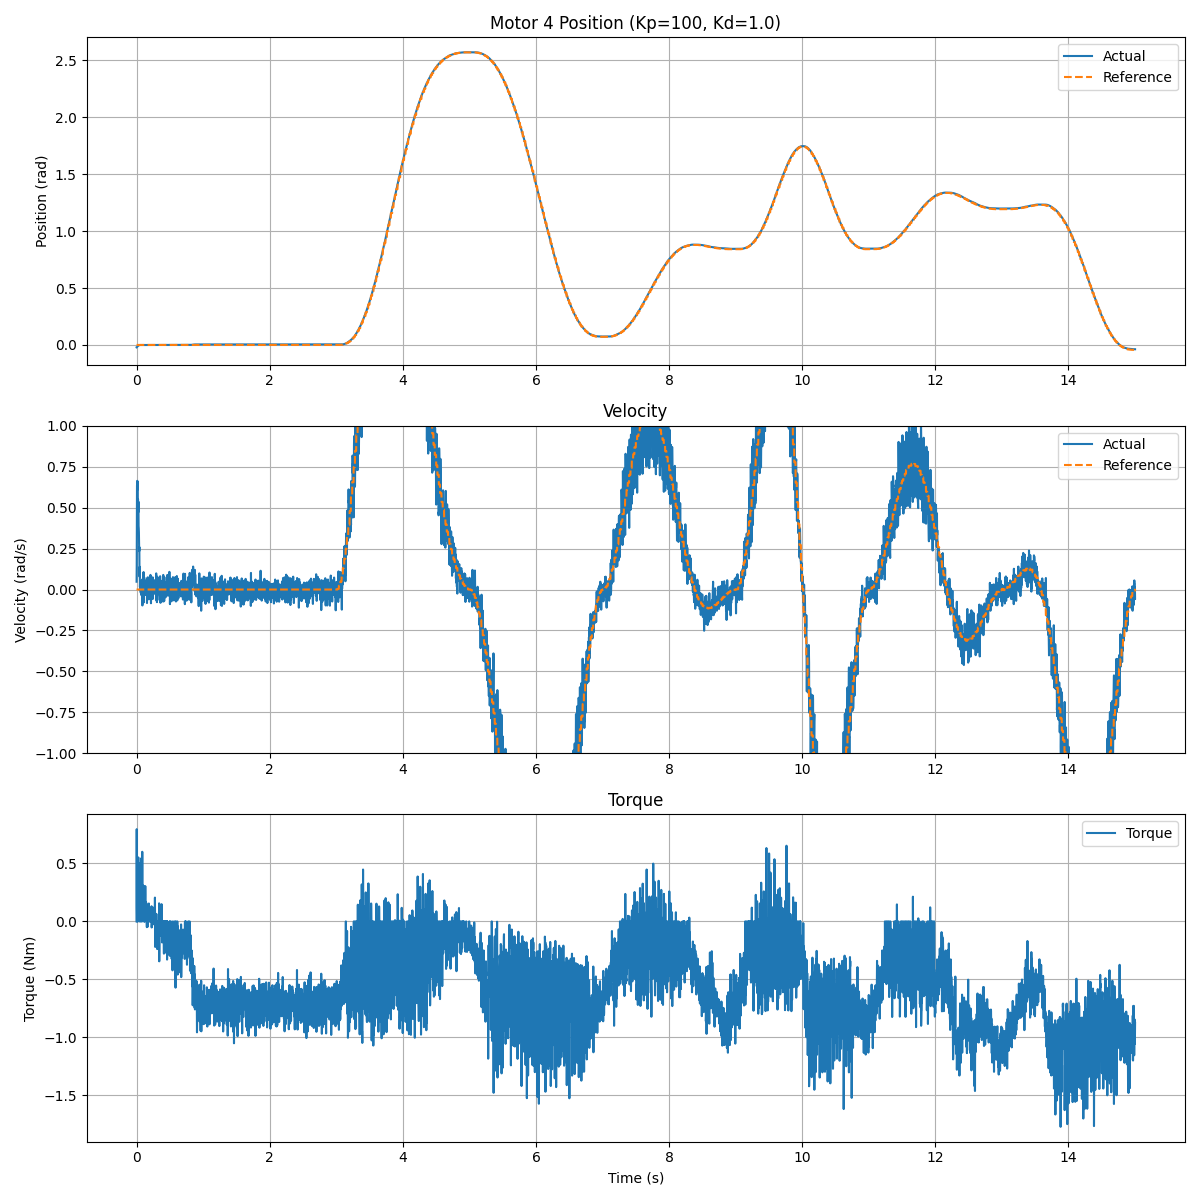 Motor 4 Position (Kp=100, Kd=1.0)
Position (rad)
2.5
2.0
1.5
1.0
0.5
0.0
Actual
Reference
0 2 4 6 8 10 12 14
Velocity
Velocity (rad/s)
1.00
0.75
0.50
0.25
0.00
−0.25
−0.50
−0.75
−1.00
Actual
Reference
0 2 4 6 8 10 12 14
Torque
Torque (Nm)
0.5
0.0
−0.5
−1.0
−1.5
Torque
0 2 4 6 8 10 12 14
Time (s)